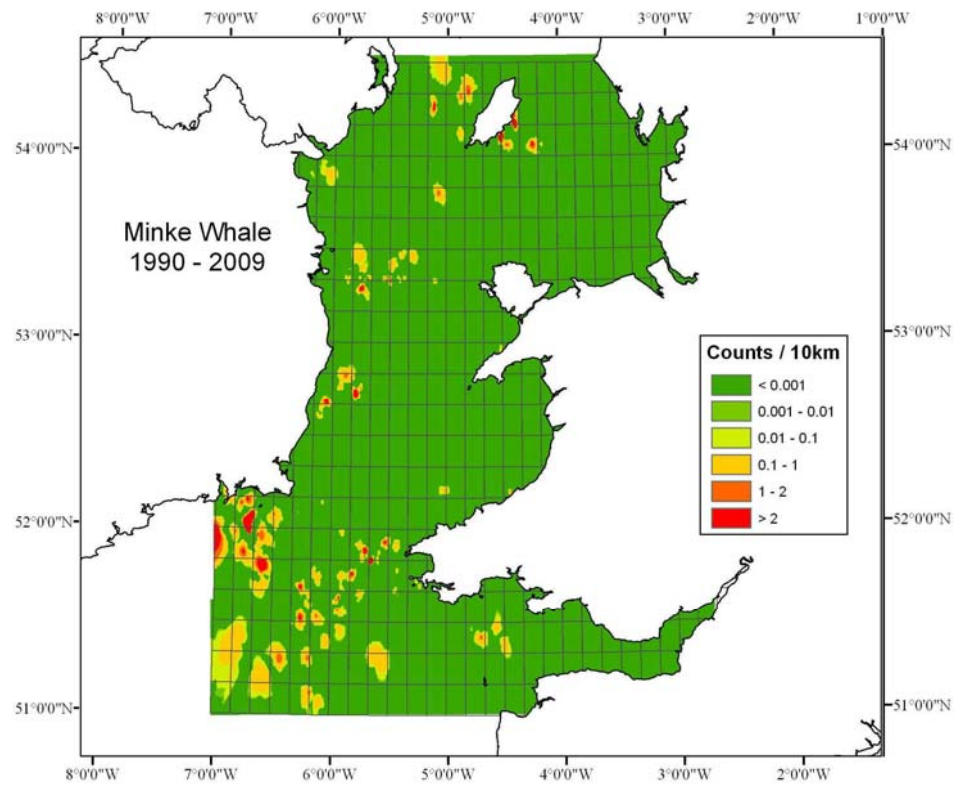 8°0'0"W 7°0'0"W 6°0'0"W 5°0'0"W 4°0'0"W 3°0'0"W 2°0'0"W 1°0'0"W
54°0'0"N 54°0'0"N
Minke Whale
1990 - 2009
53°0'0"N 53°0'0"N
Counts / 10km
< 0.001
0.001 - 0.01
0.01 - 0.1
0.1 - 1
1 - 2
> 2
52°0'0"N 52°0'0"N
51°0'0"N 51°0'0"N
8°0'0"W 7°0'0"W 6°0'0"W 5°0'0"W 4°0'0"W 3°0'0"W 2°0'0"W